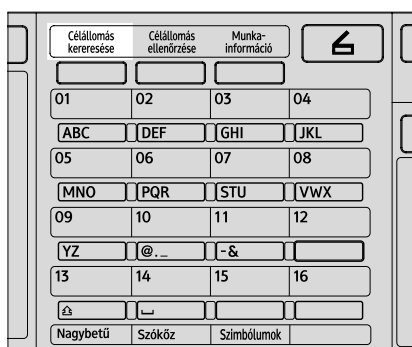 Célállomás Célállomás Munka-
kereresése ellenőrzése információ
01 02 03 04
ABC DEF GHI JKL
05 06 07 08
MNO PQR STU VWX
09 10 11 12
YZ @._ -&
13 14 15 16
Nagybetű Szóköz Szimbólumok